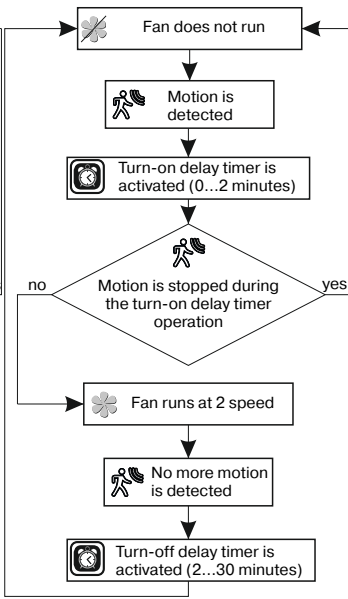 Fan does not run
Motion is
detected
Turn-on delay timer is
activated (0...2 minutes)
no
yes
Motion is stopped during
the turn-on delay timer
operation
Fan runs at 2 speed
No more motion
is detected
Turn-off delay timer is
activated (2...30 minutes)